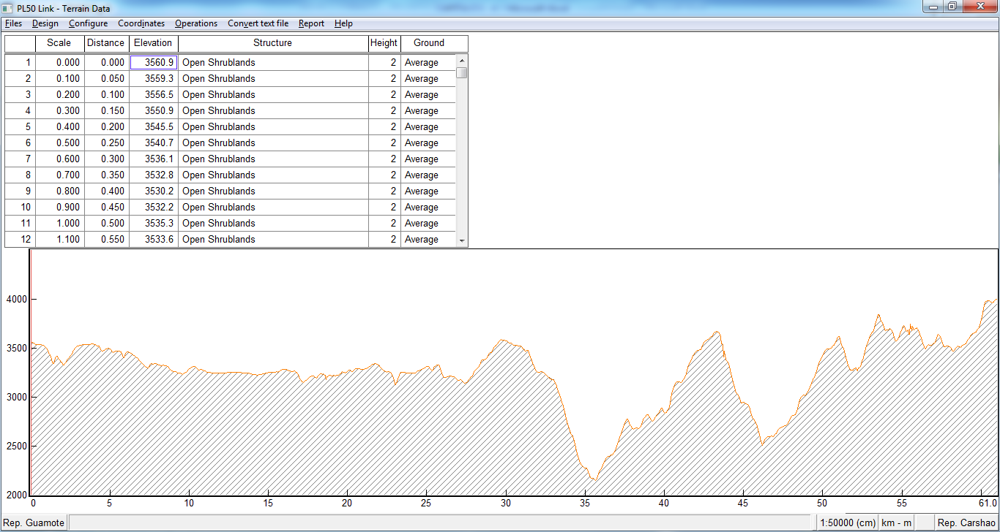 PL50 Link - Terrain Data
Files Design Configure Coordinates Operations Convert text file Report Help
Scale Distance Elevation Structure Height Ground
1 0.000 0.000 3560.9 Open Shrublands 2 Average
2 0.100 0.050 3559.3 Open Shrublands 2 Average
3 0.200 0.100 3556.5 Open Shrublands 2 Average
4 0.300 0.150 3550.9 Open Shrublands 2 Average
5 0.400 0.200 3545.5 Open Shrublands 2 Average
6 0.500 0.250 3540.7 Open Shrublands 2 Average
7 0.600 0.300 3536.1 Open Shrublands 2 Average
8 0.700 0.350 3532.8 Open Shrublands 2 Average
9 0.800 0.400 3530.2 Open Shrublands 2 Average
10 0.900 0.450 3532.2 Open Shrublands 2 Average
11 1.000 0.500 3535.3 Open Shrublands 2 Average
12 1.100 0.550 3533.6 Open Shrublands 2 Average
4000
3500
3000
2500
2000
0 5 10 15 20 25 30 35 40 45 50 55 61.0
Rep. Guamote 1:50000 (cm) km - m Rep. Carshao